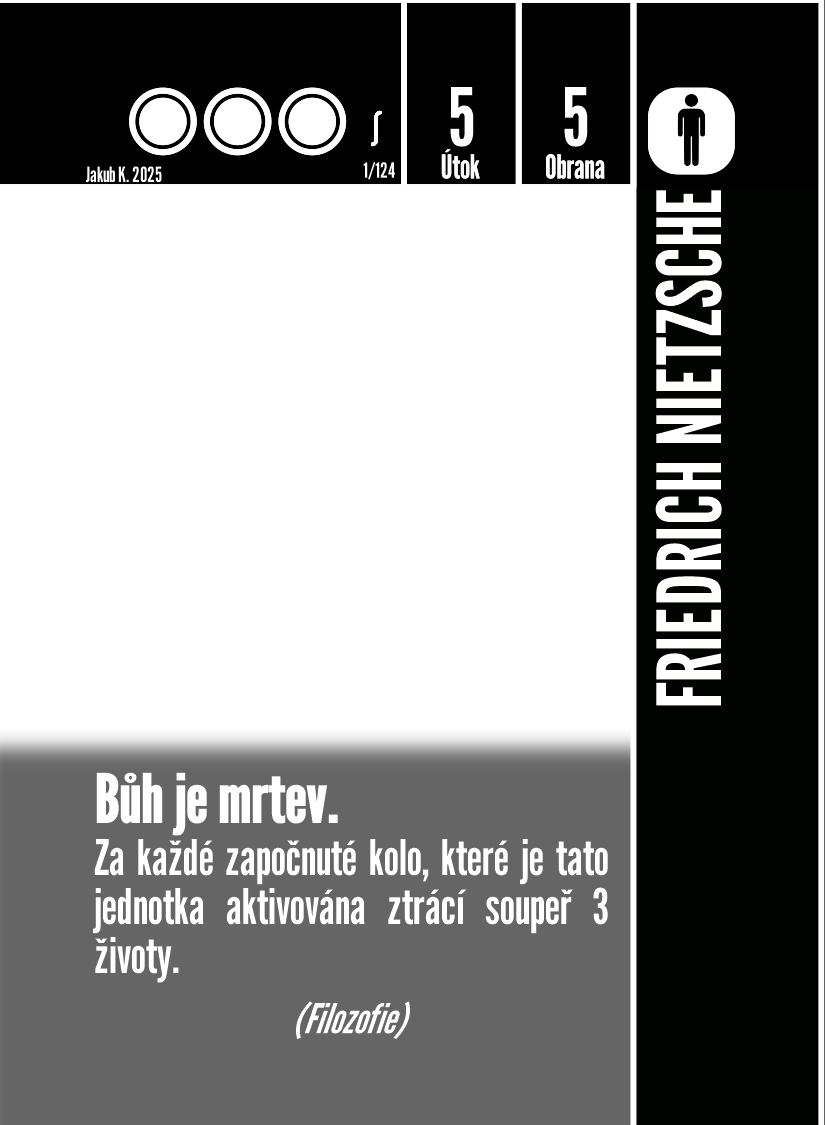 ʃ
Jakub K. 2025
1/124
5
Útok
5
Obrana
FRIEDRICH NIETZSCHE
Bůh je mrtev.
Za každé započnuté kolo, které je tato
jednotka aktivována ztrácí soupeř 3
životy.
(Filozofie)